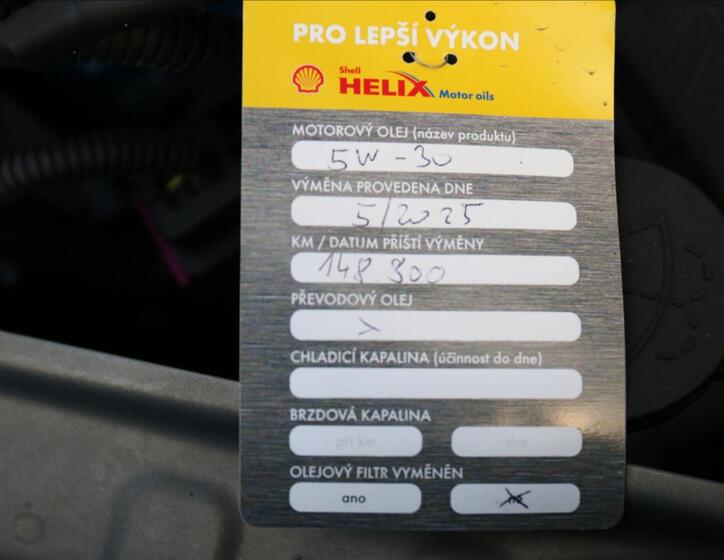 PRO LEPŠÍ VÝKON
Shell
HELIX Motor oils
MOTOROVÝ OLEJ (název produktu)
5W-30
VÝMĚNA PROVEDENA DNE
5/2025
KM / DATUM PŘÍŠTÍ VÝMĚNY
148 300
PŘEVODOVÝ OLEJ
CHLADICÍ KAPALINA (účinnost do dne)
BRZDOVÁ KAPALINA
při km dne
OLEJOVÝ FILTR VYMĚNĚN
ano ne